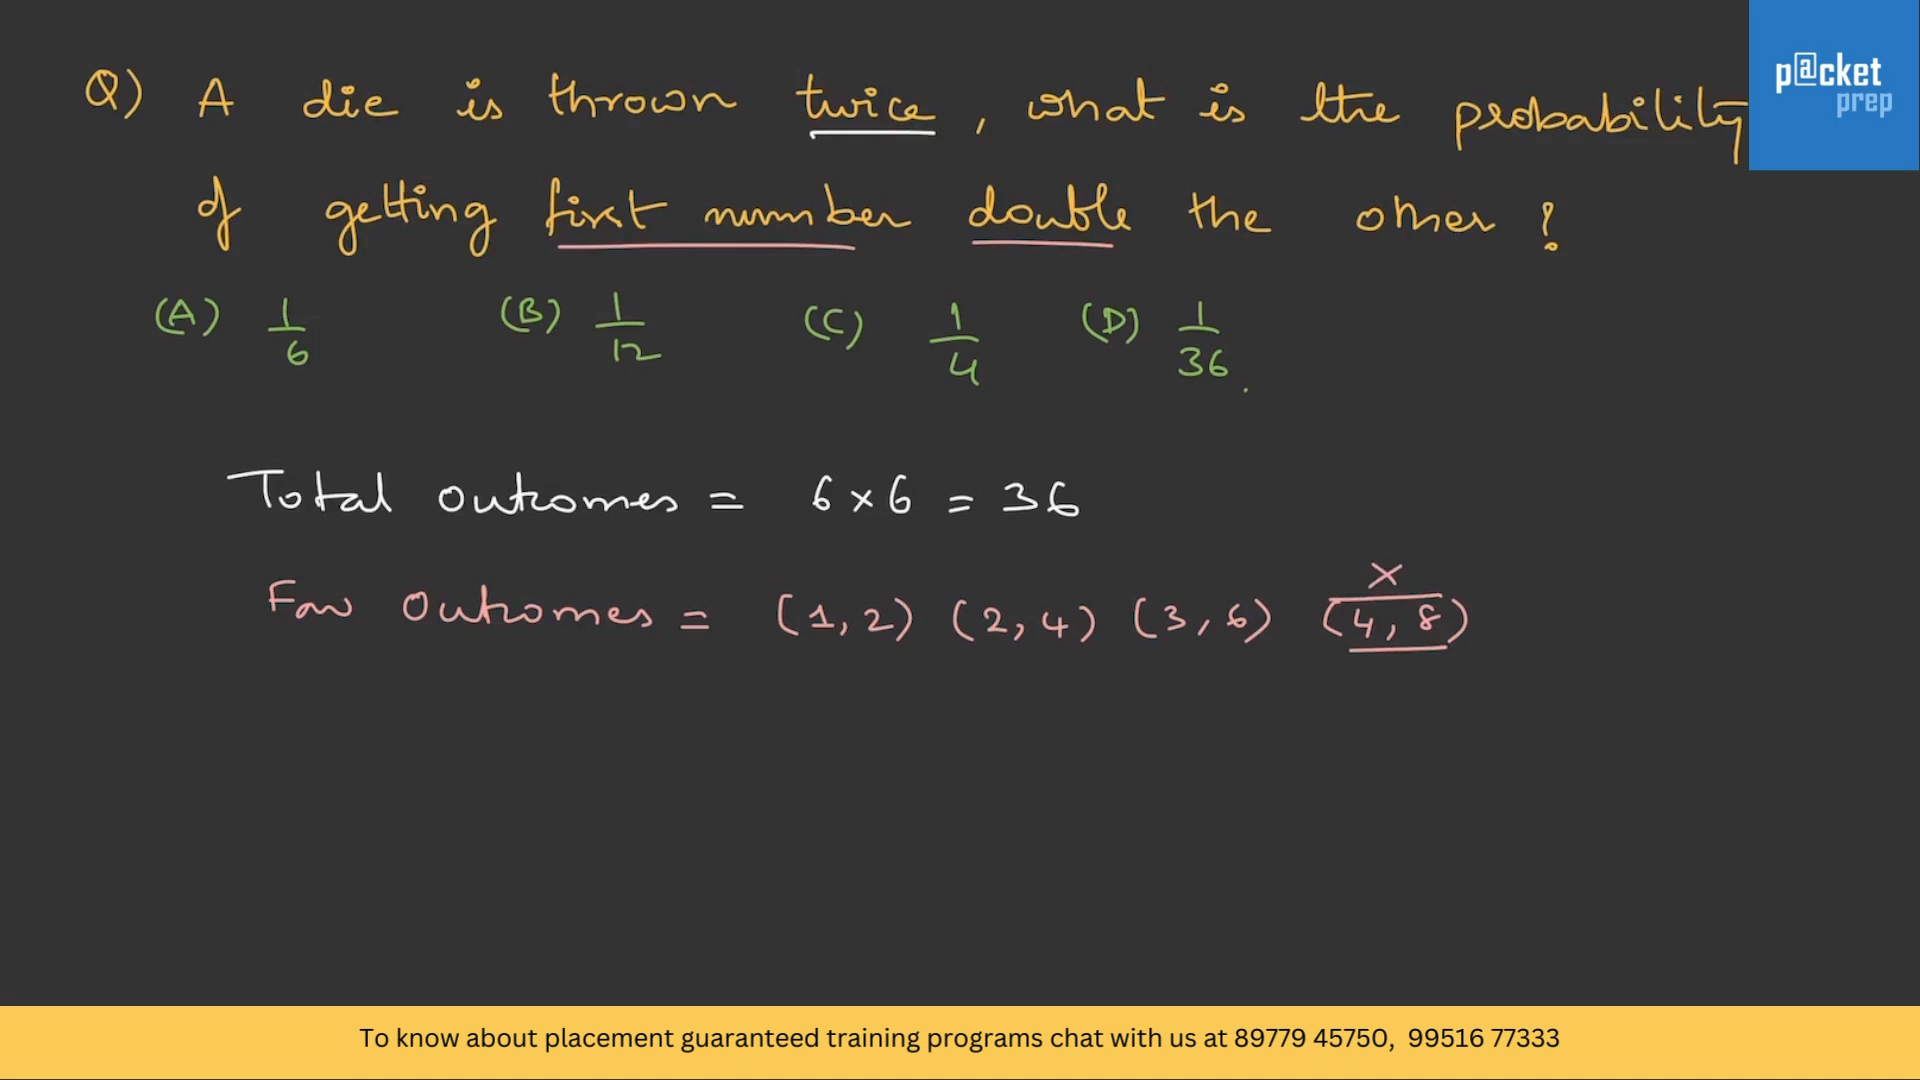 p@cket
prep
Q) A die is thrown twice, what is the probability
of getting first number double the other?
(A) 1/6 (B) 1/12 (C) 1/4 (D) 1/36.
Total outcomes = 6 × 6 = 36
Fav Outcomes = (1, 2) (2, 4) (3, 6) (4, 8) ×
To know about placement guaranteed training programs chat with us at 89779 45750, 99516 77333